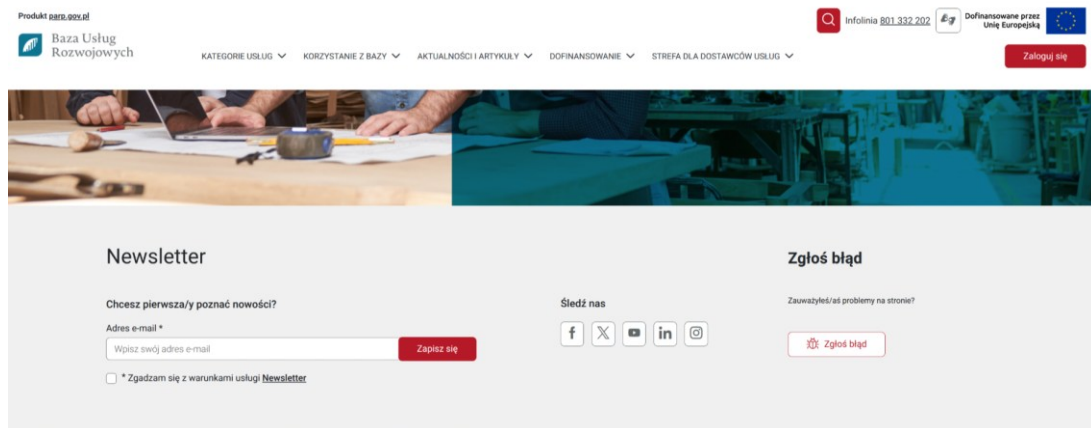 Produkt parp.gov.pl
Baza Usług
Rozwojowych
Infolinia 801 332 202
Dofinansowane przez
Unię Europejską
KATEGORIE USŁUG
KORZYSTANIE Z BAZY
AKTUALNOŚCI I ARTYKUŁY
DOFINANSOWANIE
STREFA DLA DOSTAWCÓW USŁUG
Zaloguj się
Newsletter
Chcesz pierwsza/y poznać nowości?
Adres e-mail *
Wpisz swój adres e-mail
Zapisz się
* Zgadzam się z warunkami usługi Newsletter
Śledź nas
Zgłoś błąd
Zauważyłeś/aś problemy na stronie?
Zgłoś błąd